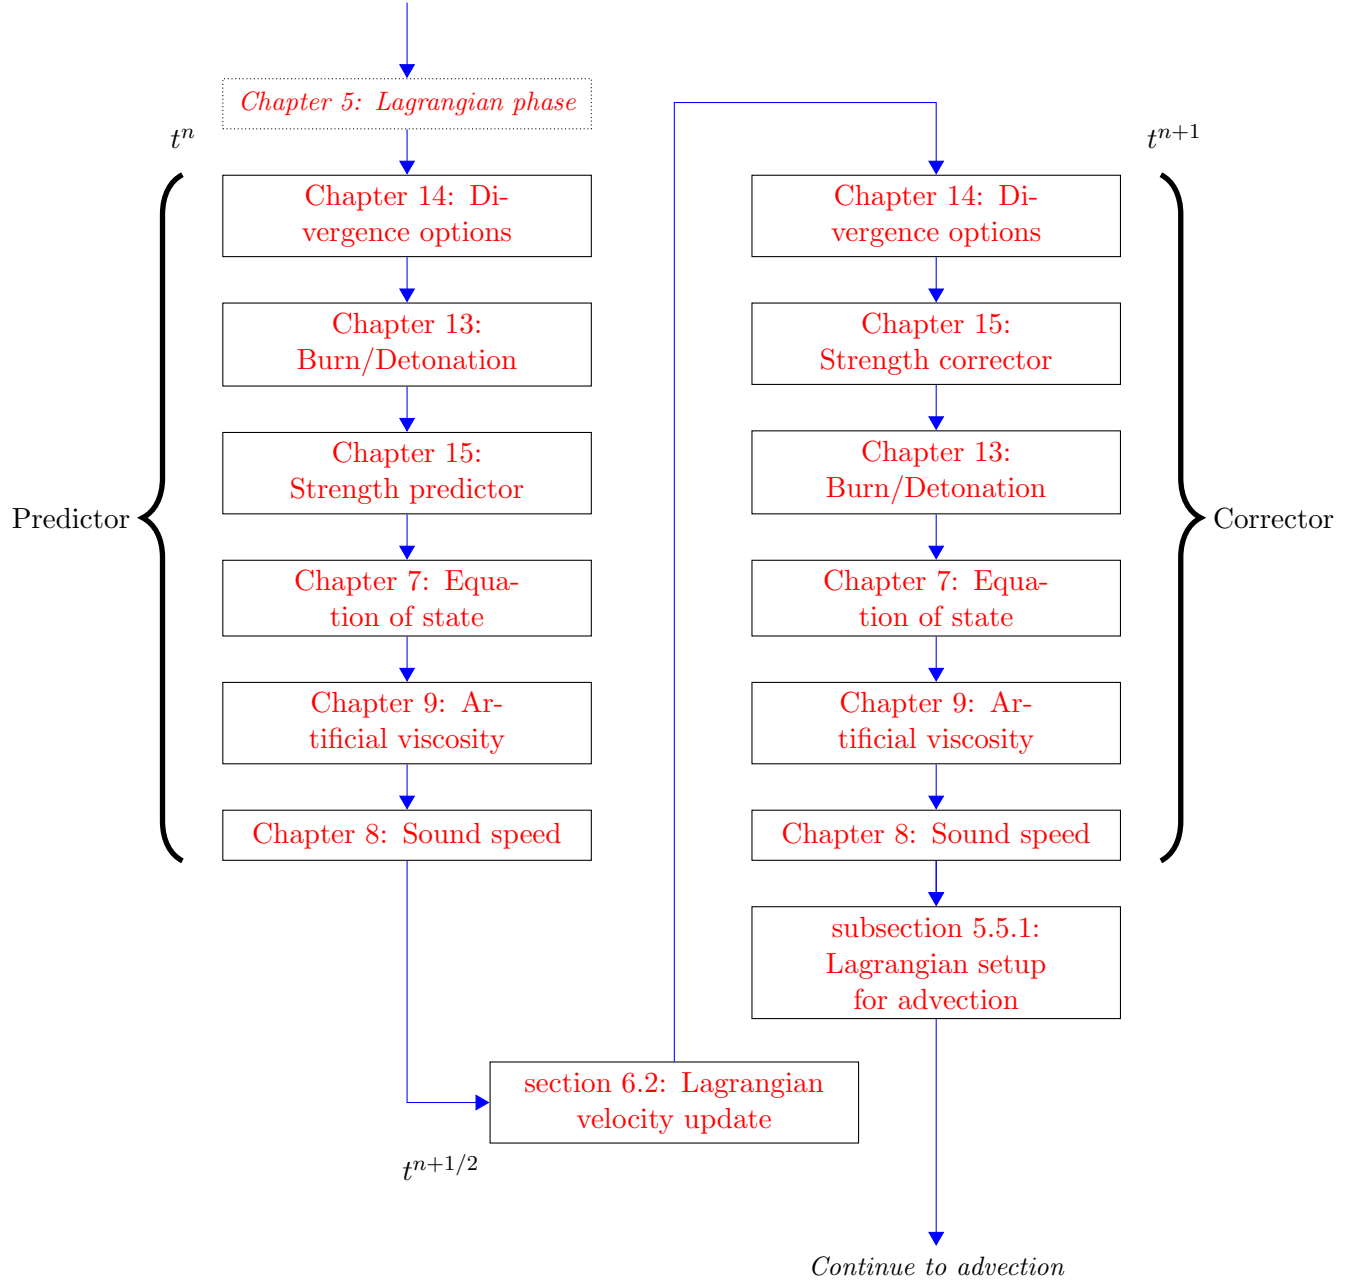 Chapter 5: Lagrangian phase
t^n
Chapter 14: Di-
vergence options
Chapter 13:
Burn/Detonation
Chapter 15:
Strength predictor
Predictor
Chapter 7: Equa-
tion of state
Chapter 9: Ar-
tificial viscosity
Chapter 8: Sound speed
section 6.2: Lagrangian
velocity update
t^{n+1/2}
t^{n+1}
Chapter 14: Di-
vergence options
Chapter 15:
Strength corrector
Chapter 13:
Burn/Detonation
Corrector
Chapter 7: Equa-
tion of state
Chapter 9: Ar-
tificial viscosity
Chapter 8: Sound speed
subsection 5.5.1:
Lagrangian setup
for advection
Continue to advection